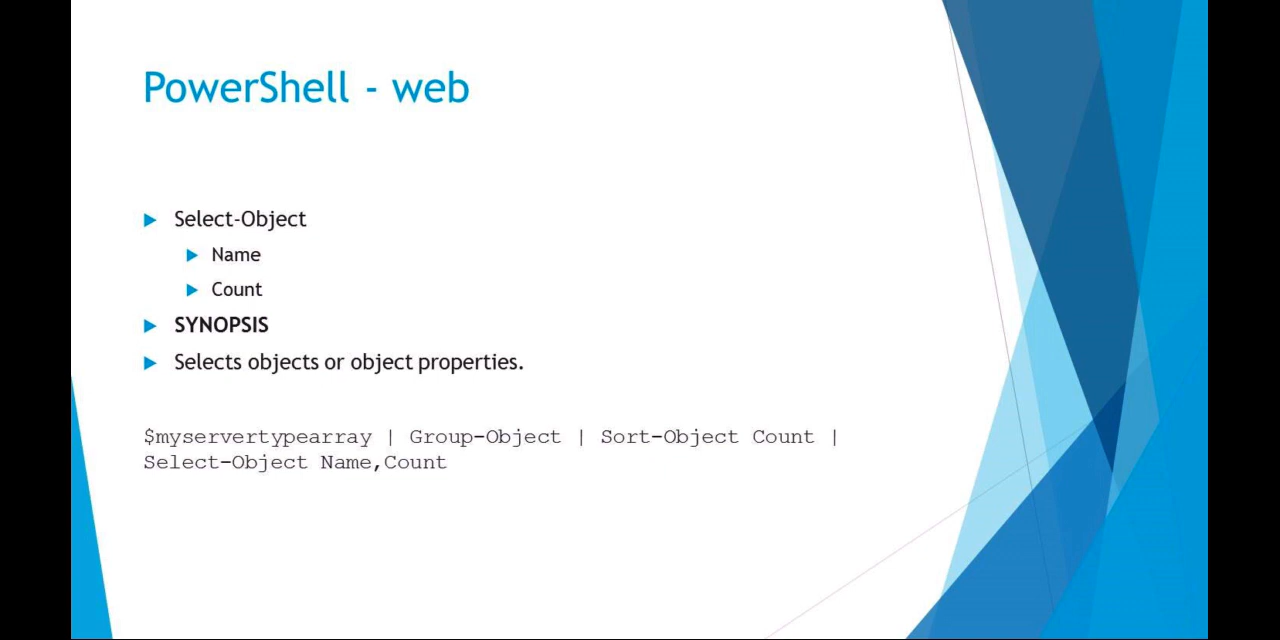 PowerShell - web
Select-Object
Name
Count
SYNOPSIS
Selects objects or object properties.
$myservertypearray | Group-Object | Sort-Object Count |
Select-Object Name,Count